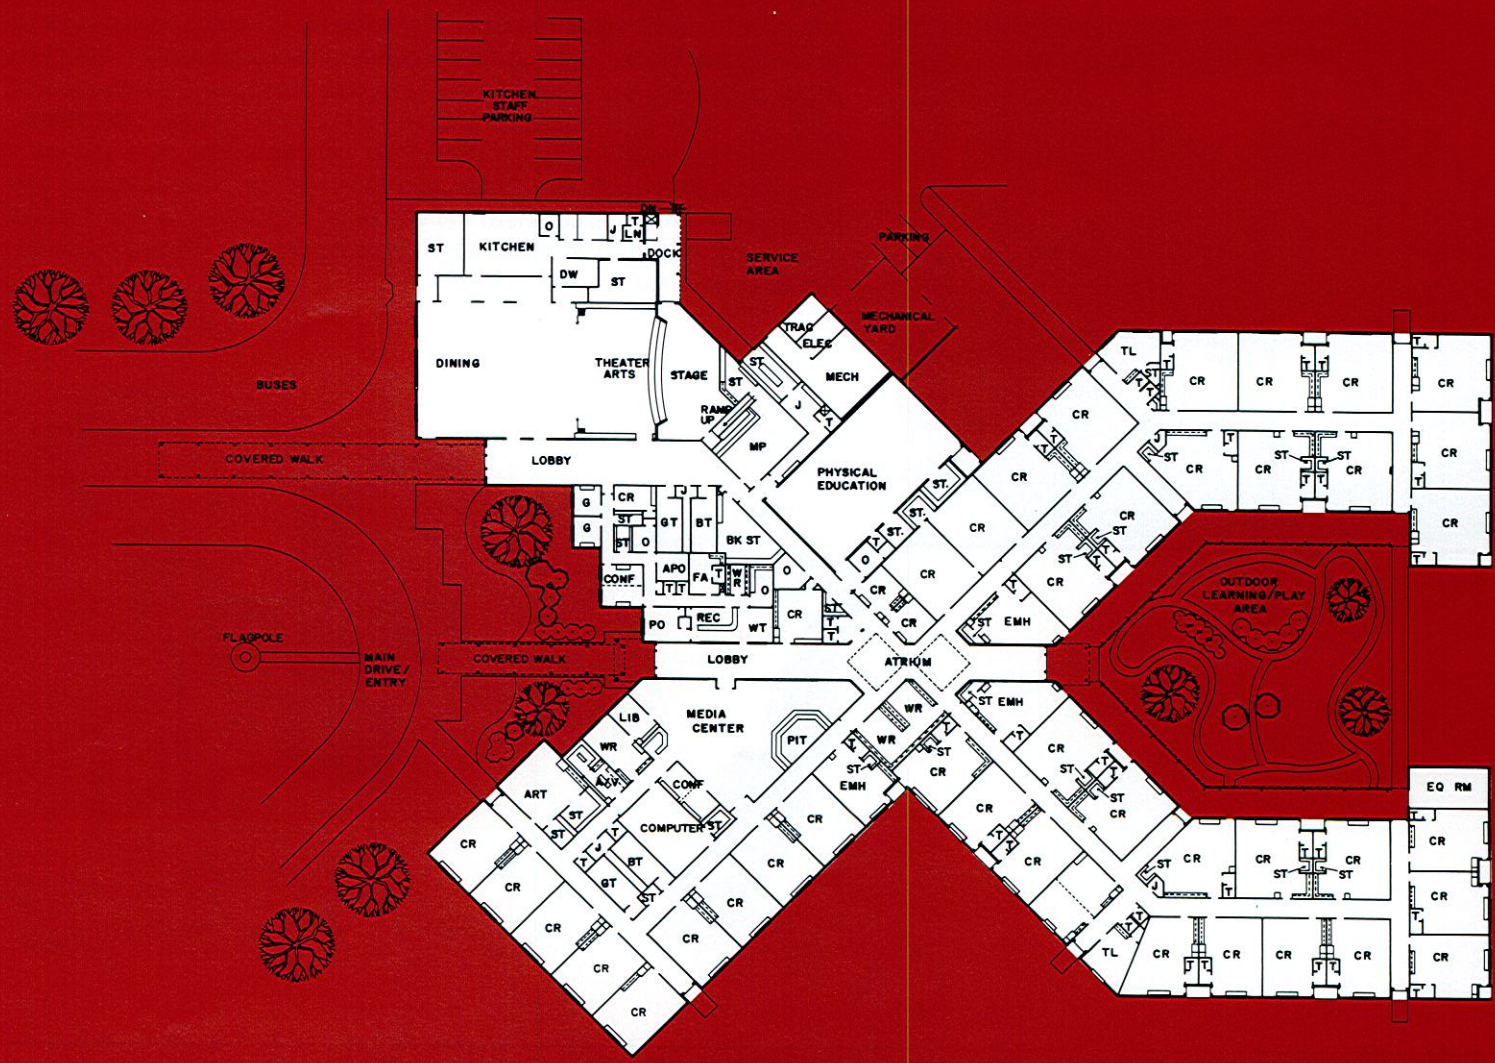 KITCHEN
STAFF
PARKING
DN
ST
KITCHEN
O
J
T
LN
DOCK
DW
ST
SERVICE
AREA
PARKING
MECHANICAL
YARD
BUSES
DINING
THEATER
ARTS
STAGE
ST
RAMP
UP
MP
ST
TRAC
ELEC
MECH
J
T
COVERED WALK
LOBBY
PHYSICAL
EDUCATION
ST.
ST.
ST.
T
O
G
G
CR
ST
ST
O
CONF
GT
J
BT
BK ST
APO
T
T
FA
T
WR
O
O
PO
REC
WT
CR
ST
T
T
CR
CR
CR
CR
CR
T
T
CR
TL
ST
T
T
T
CR
CR
T
T
CR
T
CR
J
ST
CR
T
CR
ST
ST
T
T
CR
T
CR
CR
T
CR
ST
ST
T
T
CR
T
ST
EMH
OUTDOOR
LEARNING/PLAY
AREA
FLAGPOLE
MAIN
DRIVE/
ENTRY
COVERED WALK
LOBBY
ATRIUM
MEDIA
CENTER
PIT
LIB
WR
A.V.
CONF
COMPUTER
ST
ART
ST
ST
T
J
T
BT
GT
ST
WR
WR
T
ST
EMH
CR
CR
CR
CR
CR
CR
CR
CR
CR
T
ST
CR
CR
T
T
CR
ST
EMH
T
CR
ST
T
T
ST
CR
T
T
TL
ST
J
CR
T
CR
T
T
ST
ST
CR
EQ RM
T
CR
CR
T
CR
T
CR
T
T
CR
CR
T
T
CR